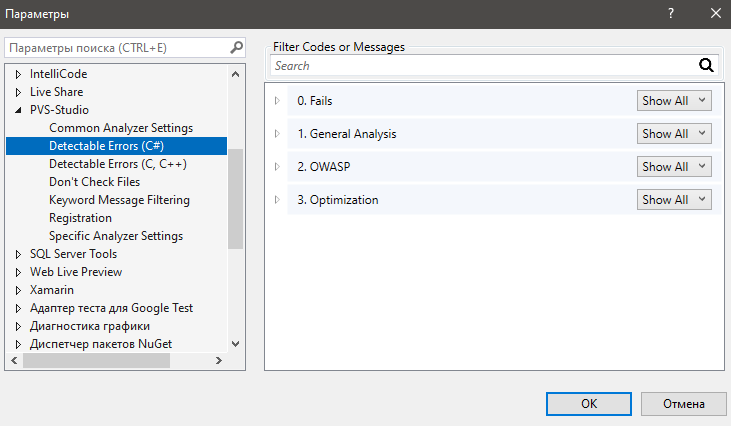 Параметры
?
Параметры поиска (CTRL+E)
IntelliCode
Live Share
PVS-Studio
Common Analyzer Settings
Detectable Errors (C#)
Detectable Errors (C, C++)
Don't Check Files
Keyword Message Filtering
Registration
Specific Analyzer Settings
SQL Server Tools
Web Live Preview
Xamarin
Адаптер теста для Google Test
Диагностика графики
Диспетчер пакетов NuGet
Filter Codes or Messages
Search
0. Fails Show All
1. General Analysis Show All
2. OWASP Show All
3. Optimization Show All
OK Отмена